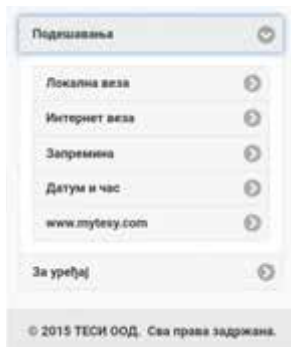 Подешавања
Локална веза
Интернет веза
Запремина
Датум и час
www.mytesy.com
За уређај
© 2015 ТЕСИ ООД. Сва права задржана.